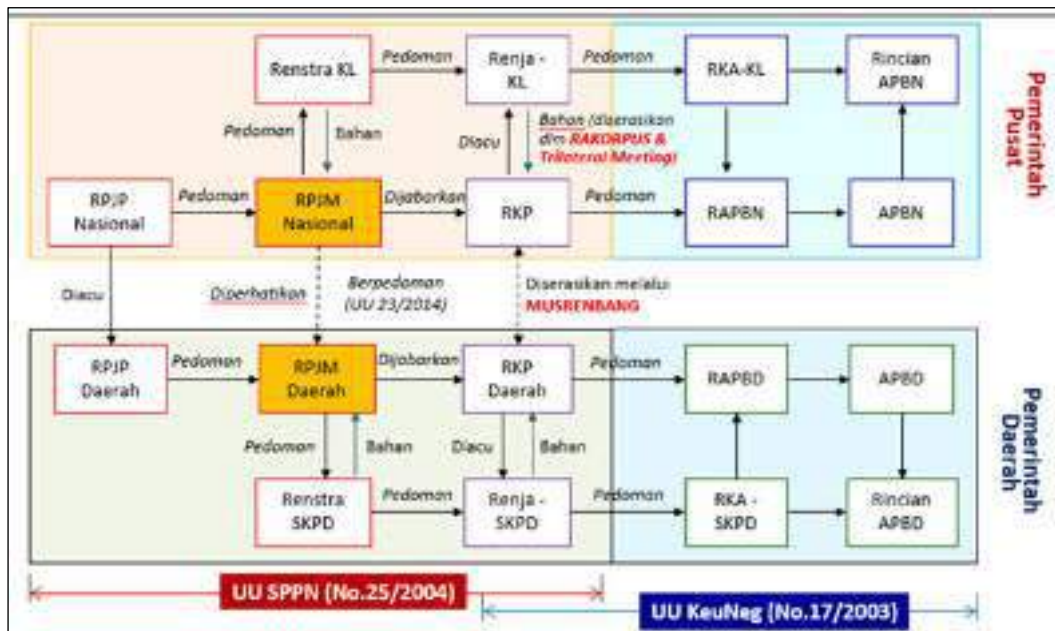 Pedoman
Pedoman
Renstra KL
Renja -
KL
RKA-KL
Rincian
APBN
Pemerintah
Pusat
Pedoman
Bahan
Diacu
Bahan (diserasikan
dlm RAKORPUS &
Trilateral Meeting)
RPJP
Nasional
Pedoman
RPJM
Nasional
Dijabarkan
RKP
Pedoman
RAPBN
APBN
Diacu
Diperhatikan
Berpedoman
(UU 23/2014)
Diserasikan melalui
MUSRENBANG
RPJP
Daerah
Pedoman
RPJM
Daerah
Dijabarkan
RKP
Daerah
Pedoman
RAPBD
APBD
Pemerintah
Daerah
Pedoman
Bahan
Diacu
Bahan
Renstra
SKPD
Pedoman
Renja -
SKPD
Pedoman
RKA -
SKPD
Rincian
APBD
UU SPPN (No.25/2004)
UU KeuNeg (No.17/2003)